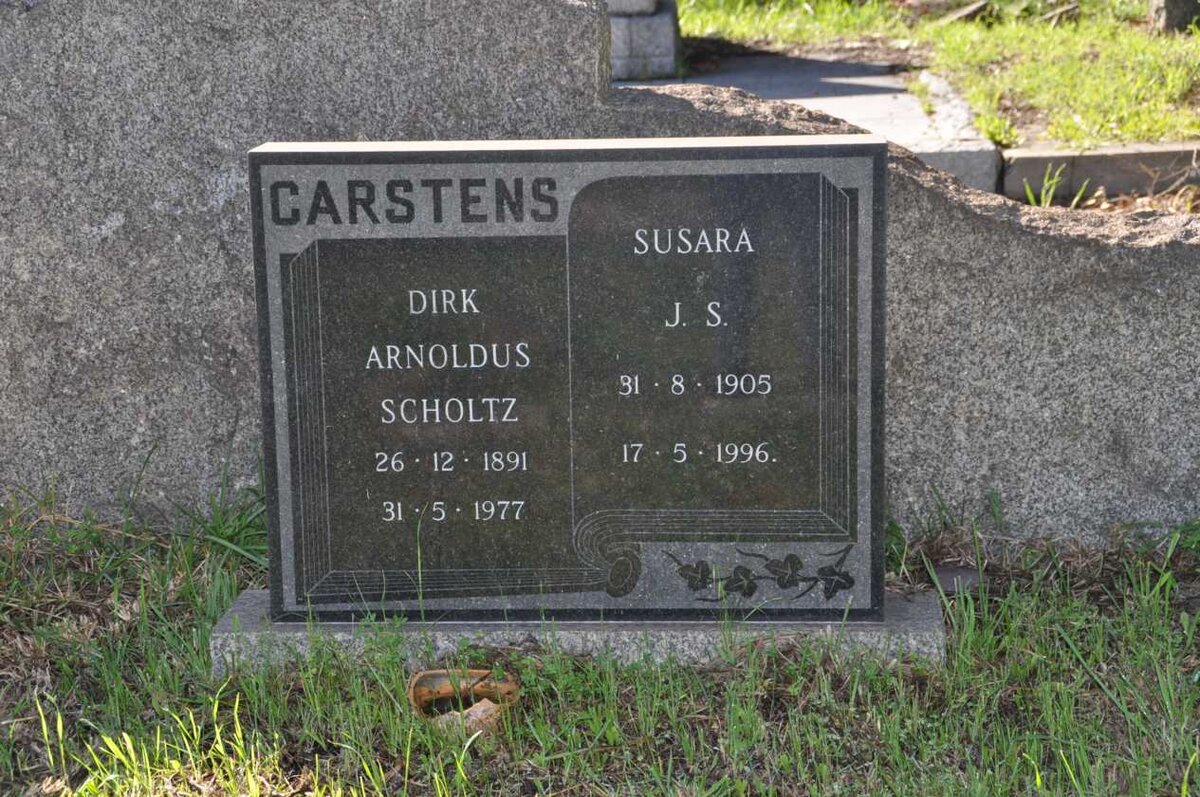 CARSTENS
DIRK
ARNOLDUS
SCHOLTZ
26 · 12 · 1891
31 · 5 · 1977
SUSARA
J. S.
31 · 8 · 1905
17 · 5 · 1996.